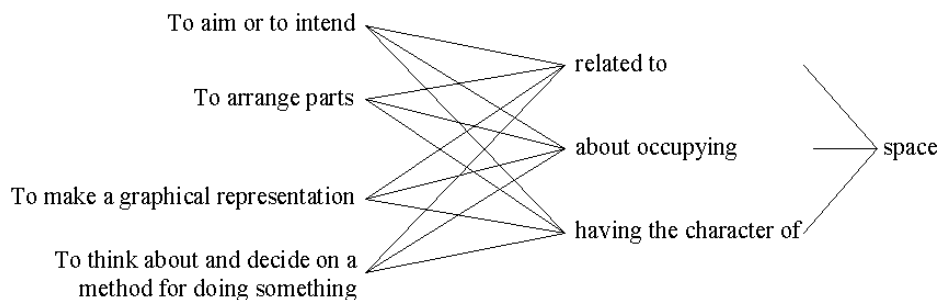 To aim or to intend
To arrange parts
To make a graphical representation
To think about and decide on a
method for doing something
related to
about occupying
having the character of
space